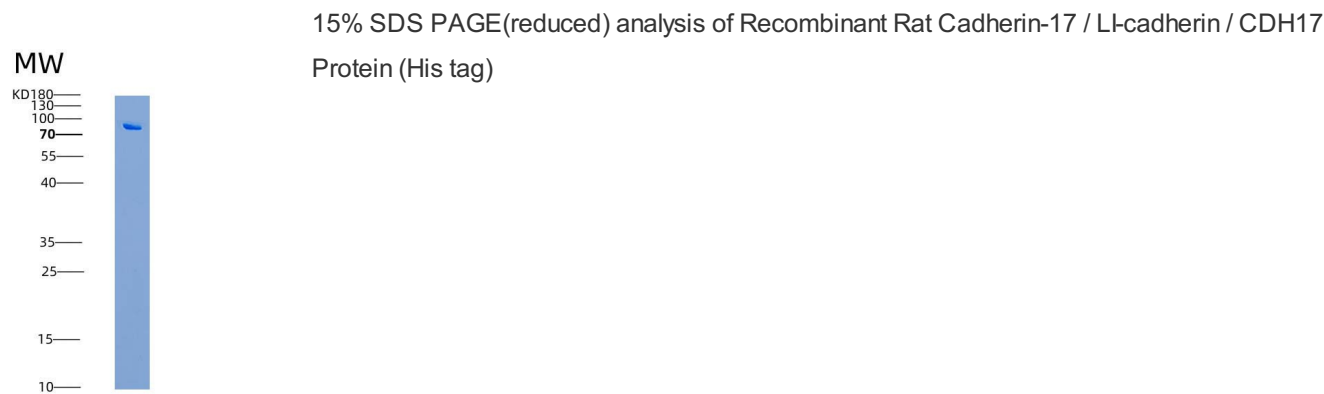 15% SDS PAGE(reduced) analysis of Recombinant Rat Cadherin-17 / LI-cadherin / CDH17
Protein (His tag)
MW
KD180
130
100
70
55
40
35
25
15
10